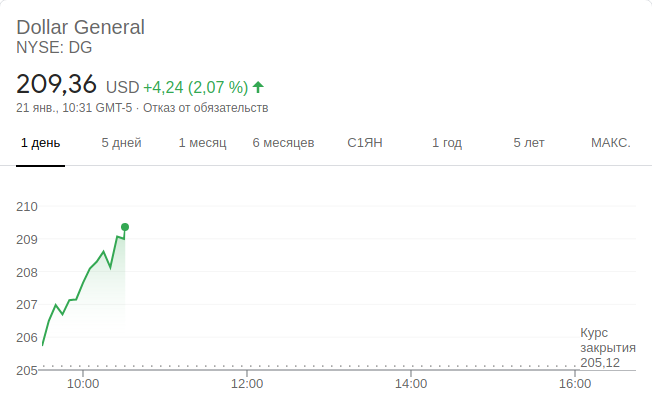 Dollar General
NYSE: DG
209,36 USD +4,24 (2,07 %)
21 янв., 10:31 GMT-5 · Отказ от обязательств
1 день 5 дней 1 месяц 6 месяцев С1ЯН 1 год 5 лет МАКС.
210
209
208
207
206
205
Курс
закрытия
205,12
10:00 12:00 14:00 16:00